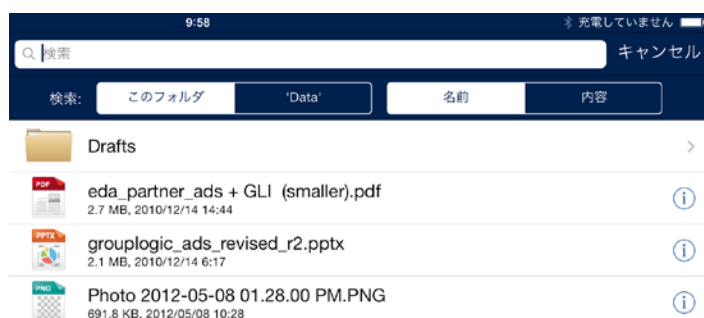 9:58 充電していません
検索 キャンセル
検索: このフォルダ 'Data' 名前 内容
Drafts
PDF
eda_partner_ads + GLI (smaller).pdf
2.7 MB, 2010/12/14 14:44
PPTX
grouplogic_ads_revised_r2.pptx
2.1 MB, 2010/12/14 6:17
PNG
Photo 2012-05-08 01.28.00 PM.PNG
691.8 KB, 2012/05/08 10:28